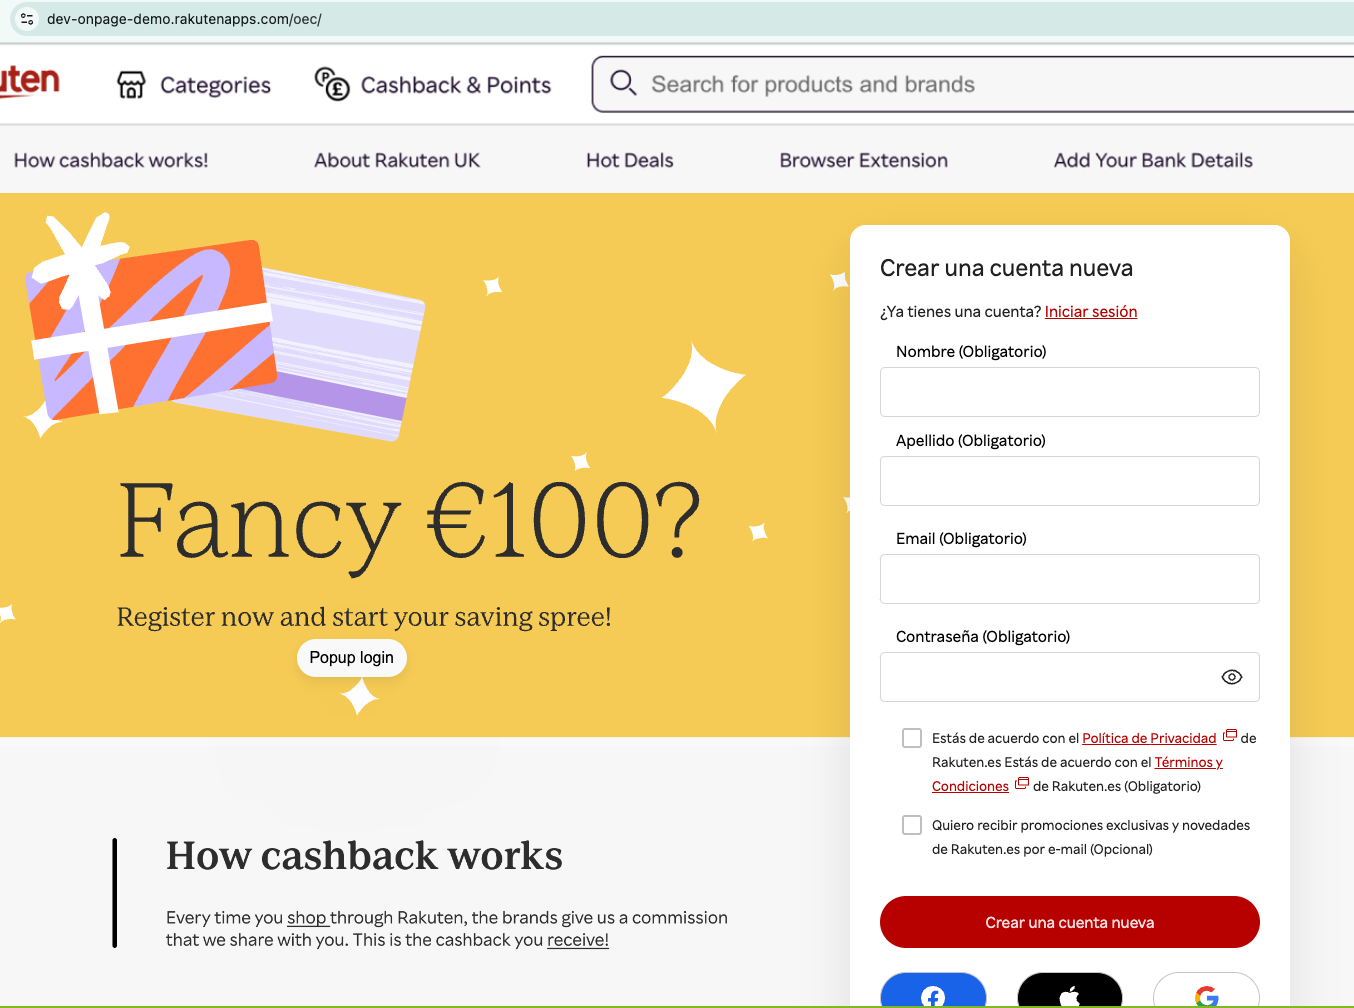 dev-onpage-demo.rakutenapps.com/oec/
Categories
Cashback & Points
Search for products and brands
How cashback works!
About Rakuten UK
Hot Deals
Browser Extension
Add Your Bank Details
Fancy €100?
Register now and start your saving spree!
Popup login
How cashback works
Every time you shop through Rakuten, the brands give us a commission
that we share with you. This is the cashback you receive!
Crear una cuenta nueva
¿Ya tienes una cuenta? Iniciar sesión
Nombre (Obligatorio)
Apellido (Obligatorio)
Email (Obligatorio)
Contraseña (Obligatorio)
Estás de acuerdo con el Política de Privacidad de
Rakuten.es Estás de acuerdo con el Términos y
Condiciones de Rakuten.es (Obligatorio)
Quiero recibir promociones exclusivas y novedades
de Rakuten.es por e-mail (Opcional)
Crear una cuenta nueva